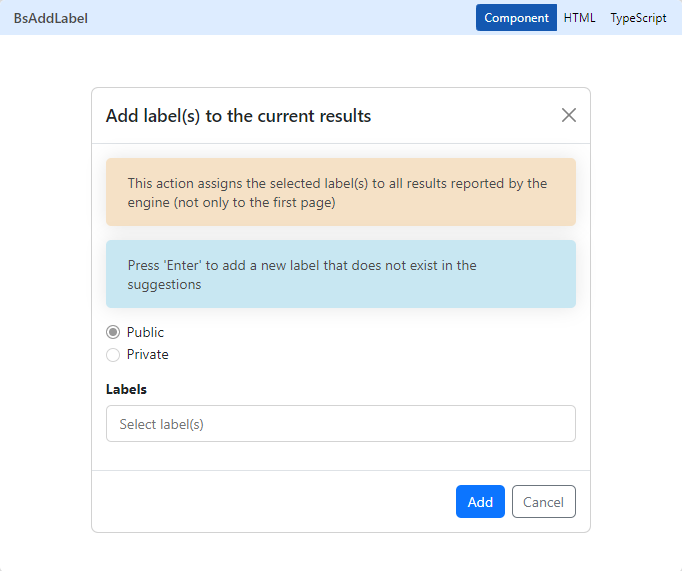 BsAddLabel
Component HTML TypeScript
Add label(s) to the current results
This action assigns the selected label(s) to all results reported by the
engine (not only to the first page)
Press 'Enter' to add a new label that does not exist in the
suggestions
Public
Private
Labels
Select label(s)
Add Cancel